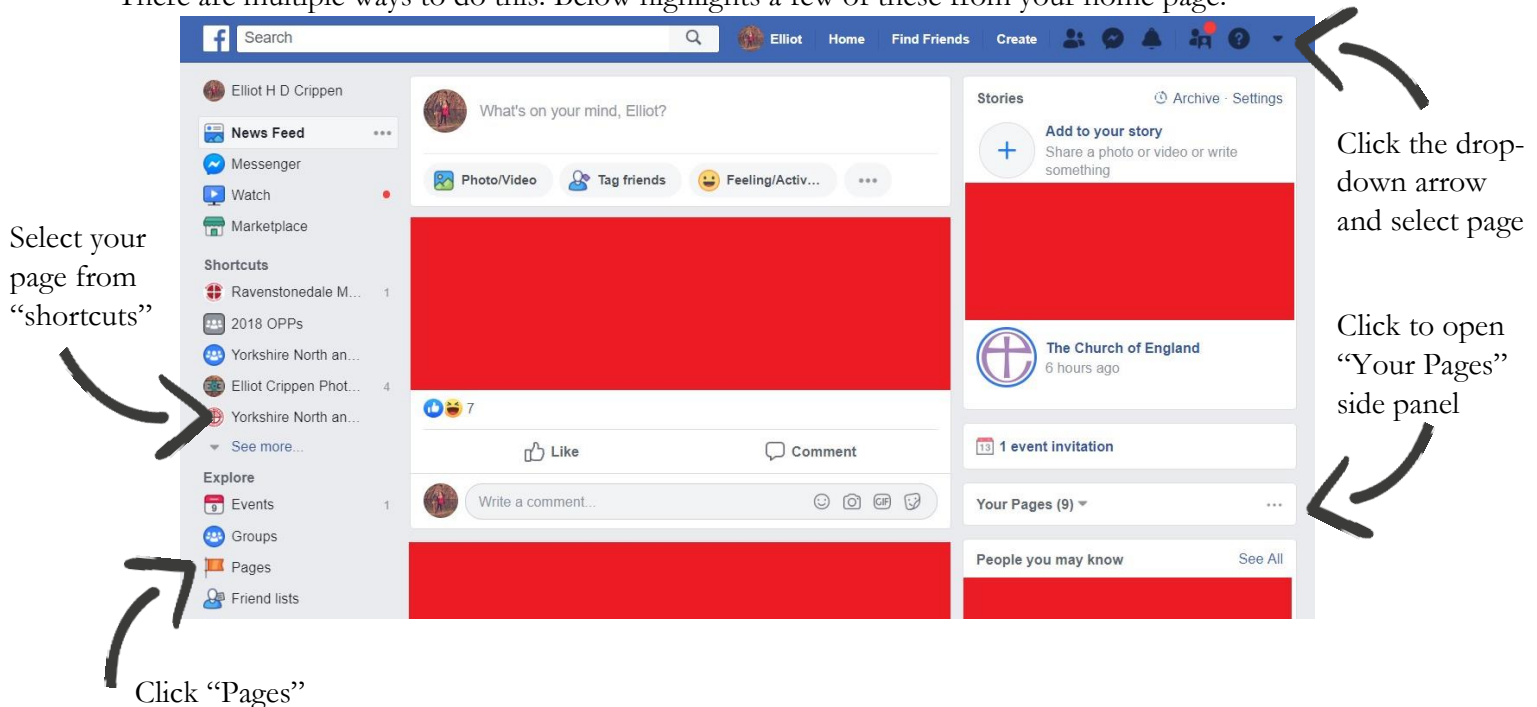 There are multiple ways to do this. Below highlights a few of these from your home page.
Search
Elliot Home Find Friends Create
Elliot H D Crippen
News Feed
Messenger
Watch
Marketplace
Shortcuts
Ravenstonedale M... 1
2018 OPPs
Yorkshire North an...
Elliot Crippen Phot... 4
Yorkshire North an...
See more...
Explore
9 Events 1
Groups
Pages
Friend lists
What's on your mind, Elliot?
Photo/Video Tag friends Feeling/Activ...
7
Like Comment
Write a comment... GIF
Stories Archive · Settings
Add to your story
Share a photo or video or write
something
The Church of England
6 hours ago
13 1 event invitation
Your Pages (9)
People you may know See All
Select your
page from
“shortcuts”
Click “Pages”
Click the drop-
down arrow
and select page
Click to open
“Your Pages”
side panel